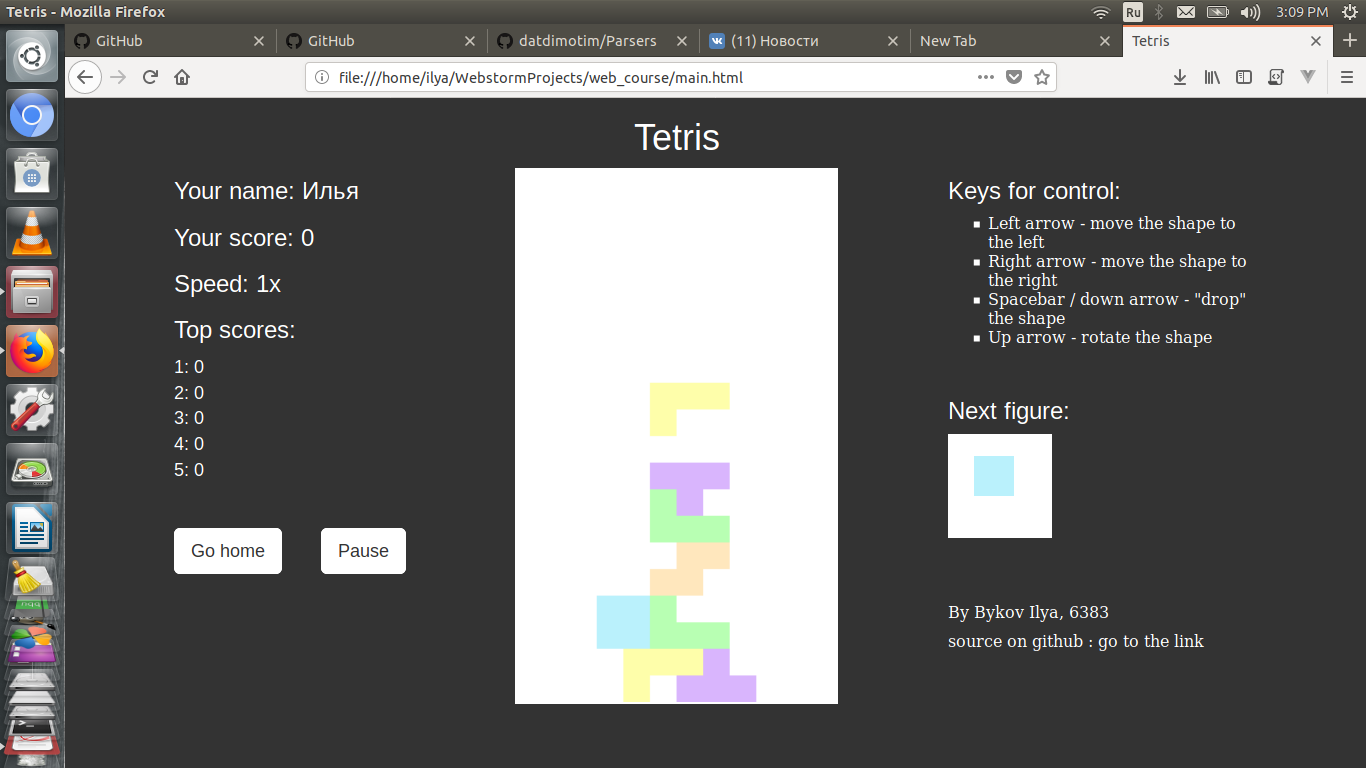 Tetris - Mozilla Firefox
Ru
3:09 PM
GitHub
GitHub
datdimotim/Parsers
(11) Новости
New Tab
Tetris
file:///home/ilya/WebstormProjects/web_course/main.html
Tetris
Your name: Илья
Your score: 0
Speed: 1x
Top scores:
1: 0
2: 0
3: 0
4: 0
5: 0
Go home
Pause
Keys for control:
Left arrow - move the shape to
the left
Right arrow - move the shape to
the right
Spacebar / down arrow - "drop"
the shape
Up arrow - rotate the shape
Next figure:
By Bykov Ilya, 6383
source on github : go to the link